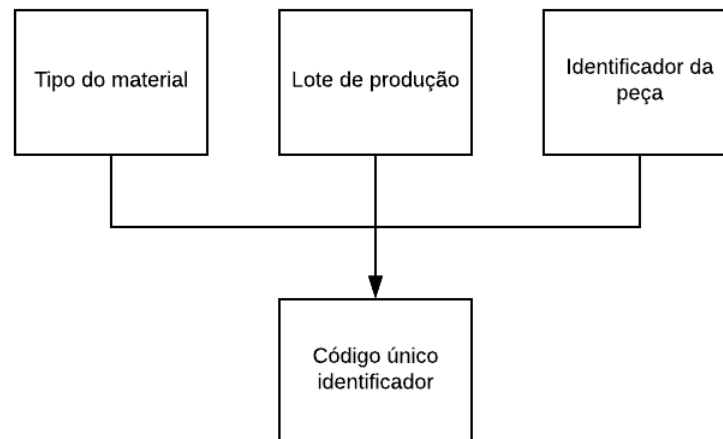 Tipo do material
Lote de produção
Identificador da
peça
Código único
identificador